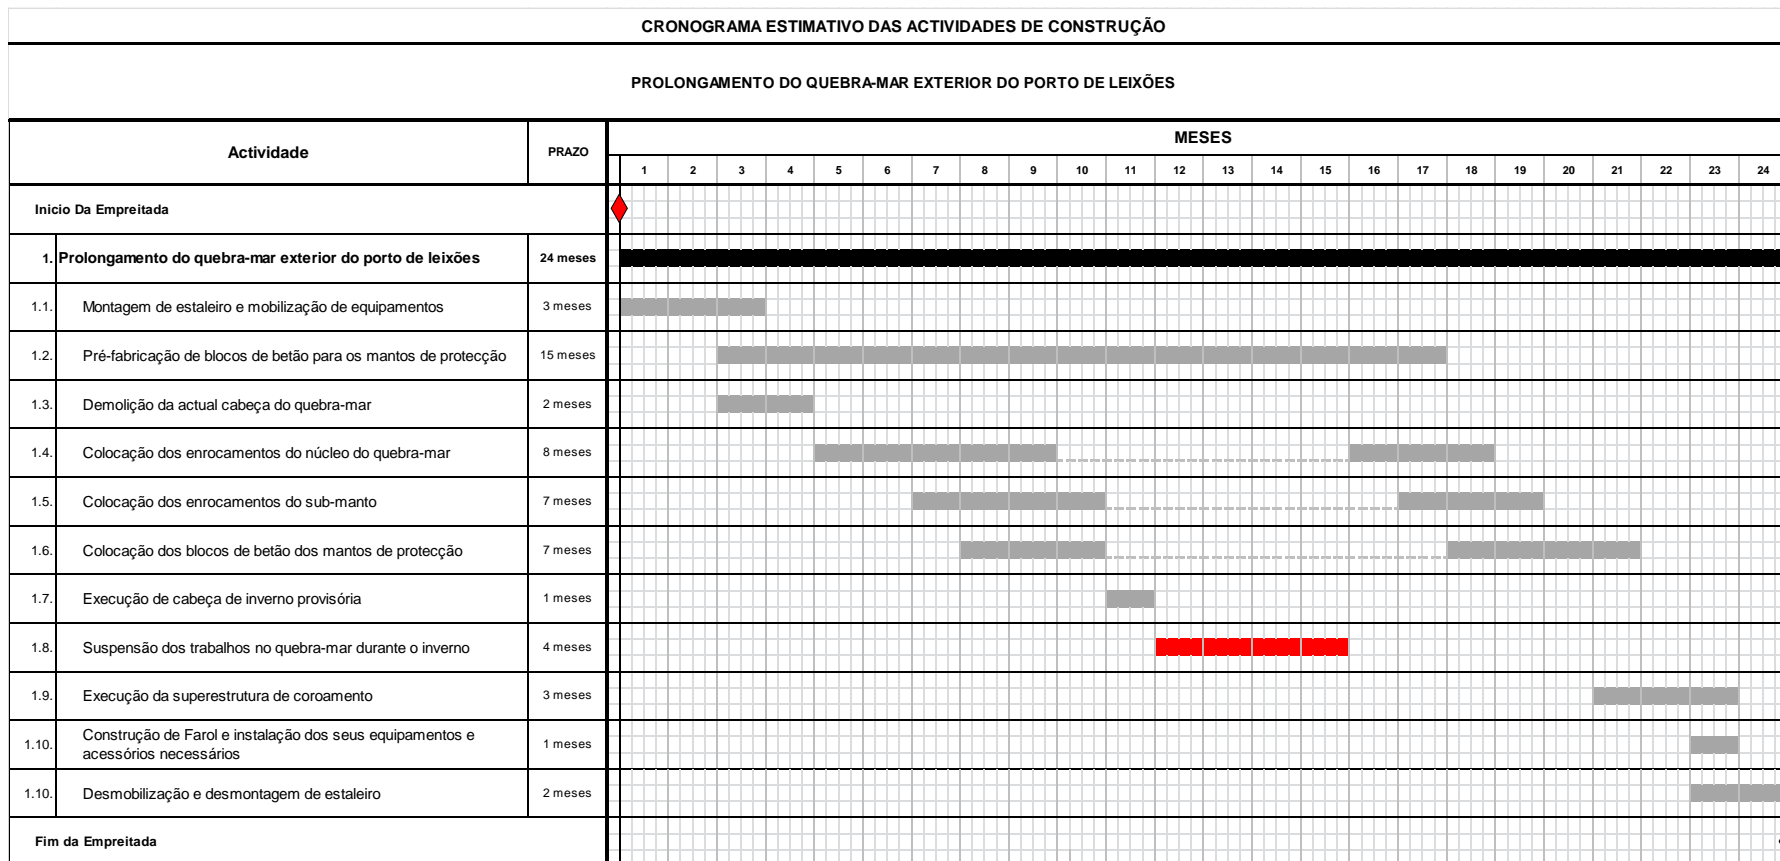 CRONOGRAMA ESTIMATIVO DAS ACTIVIDADES DE CONSTRUÇÃO
PROLONGAMENTO DO QUEBRA-MAR EXTERIOR DO PORTO DE LEIXÕES
Actividade PRAZO MESES
1 2 3 4 5 6 7 8 9 10 11 12 13 14 15 16 17 18 19 20 21 22 23 24
Inicio Da Empreitada
1. Prolongamento do quebra-mar exterior do porto de leixões 24 meses
1.1. Montagem de estaleiro e mobilização de equipamentos 3 meses
1.2. Pré-fabricação de blocos de betão para os mantos de protecção 15 meses
1.3. Demolição da actual cabeça do quebra-mar 2 meses
1.4. Colocação dos enrocamentos do núcleo do quebra-mar 8 meses
1.5. Colocação dos enrocamentos do sub-manto 7 meses
1.6. Colocação dos blocos de betão dos mantos de protecção 7 meses
1.7. Execução de cabeça de inverno provisória 1 meses
1.8. Suspensão dos trabalhos no quebra-mar durante o inverno 4 meses
1.9. Execução da superestrutura de coroamento 3 meses
1.10. Construção de Farol e instalação dos seus equipamentos e
acessórios necessários 1 meses
1.10. Desmobilização e desmontagem de estaleiro 2 meses
Fim da Empreitada